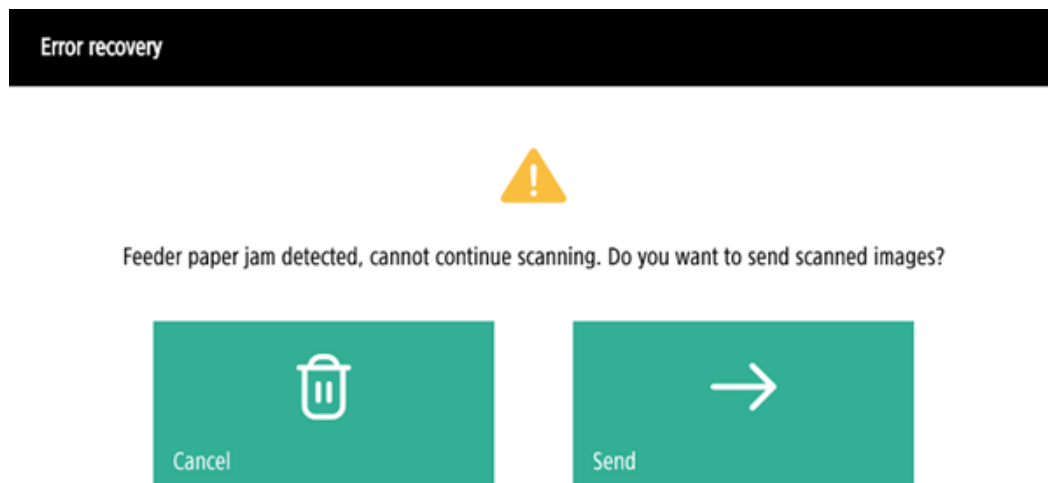 Error recovery
Feeder paper jam detected, cannot continue scanning. Do you want to send scanned images?
Cancel
Send